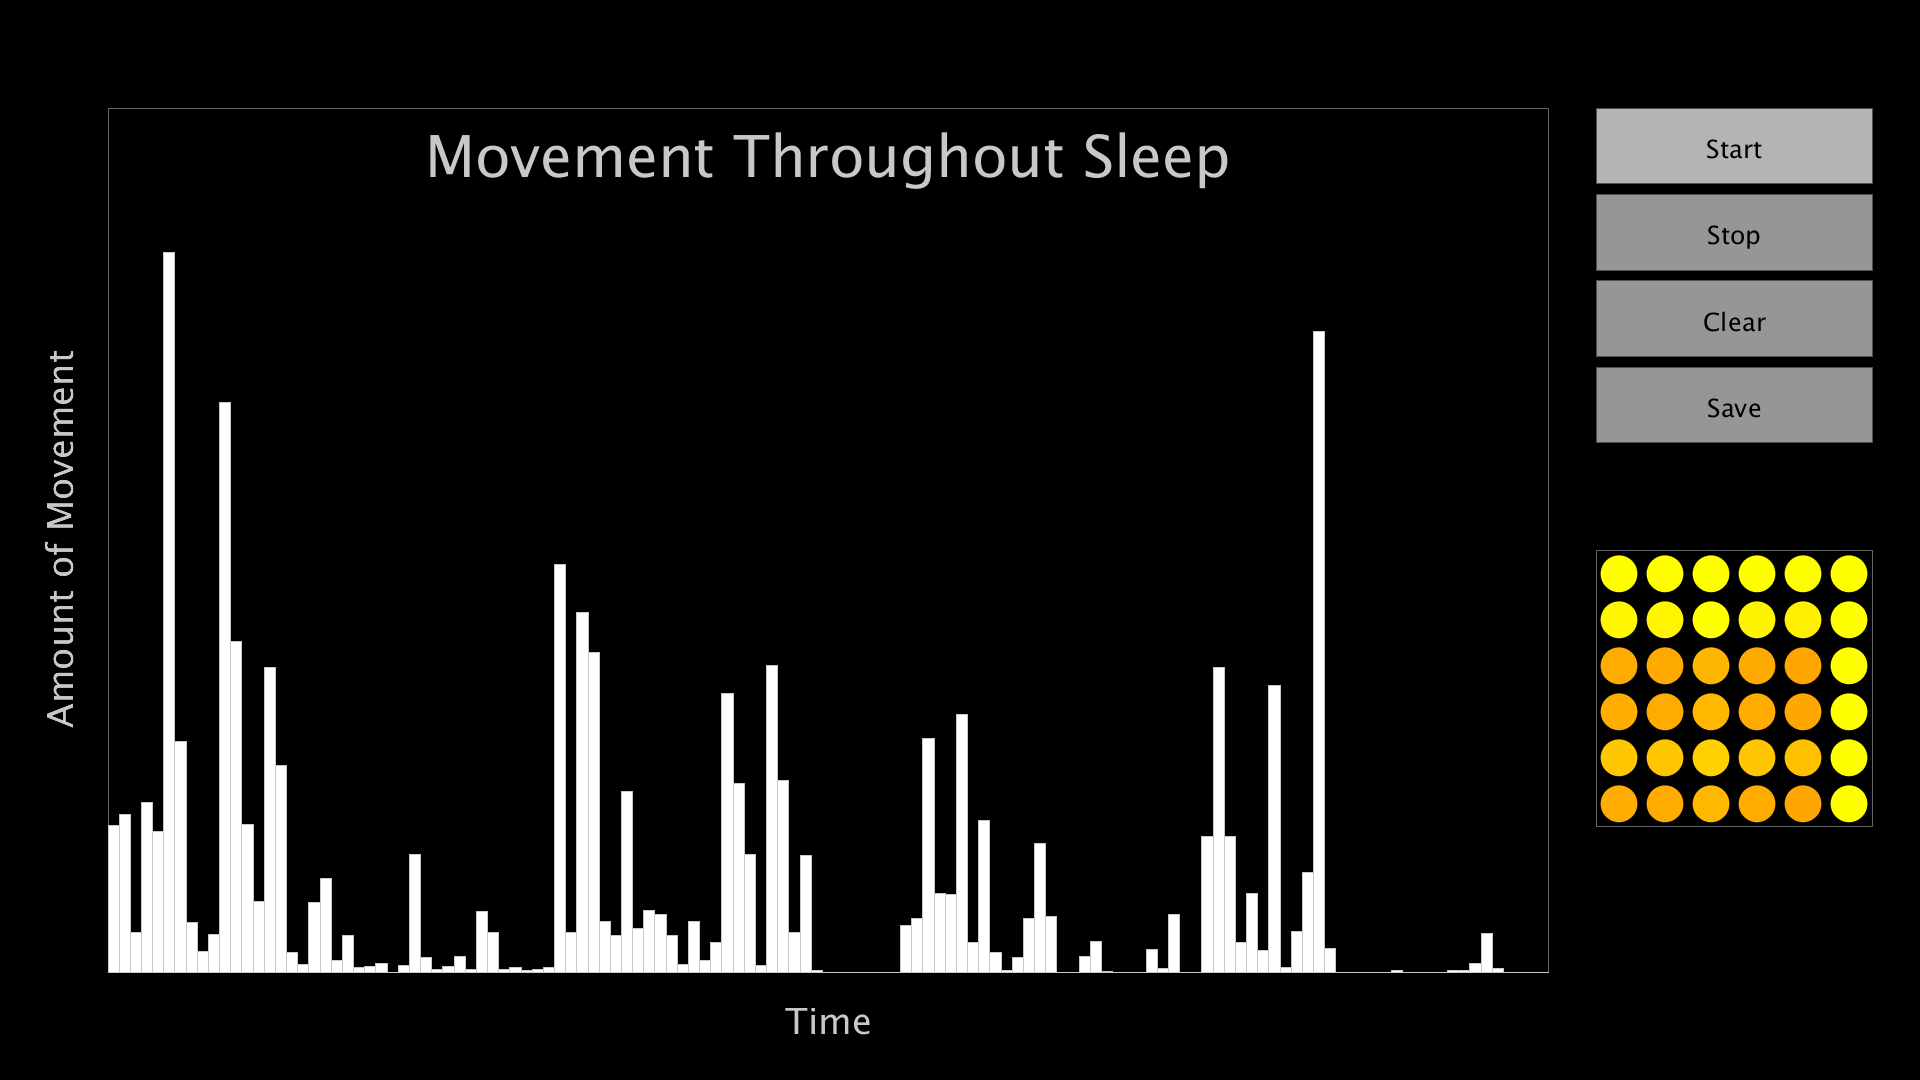 Movement Throughout Sleep
Amount of Movement
Time
Start
Stop
Clear
Save